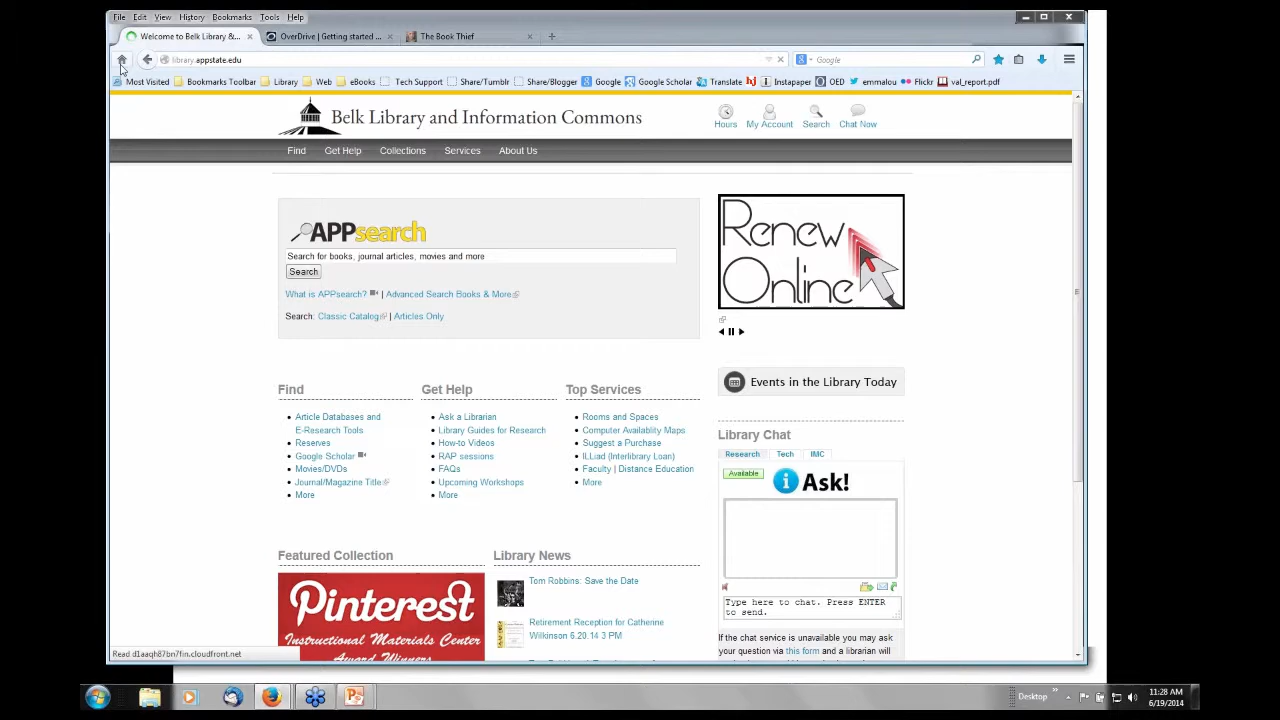 File Edit View History Bookmarks Tools Help
Welcome to Belk Library &... × OverDrive | Getting started ... × The Book Thief ×
library.appstate.edu Google
Most Visited Bookmarks Toolbar Library Web eBooks Tech Support Share/Tumblr Share/Blogger Google Google Scholar Translate Instapaper OED emmalou Flickr val_report.pdf
Belk Library and Information Commons
Hours My Account Search Chat Now
Find Get Help Collections Services About Us
APPsearch
Search for books, journal articles, movies and more
Search
What is APPsearch? | Advanced Search Books & More
Search: Classic Catalog | Articles Only
Renew
Online
Events in the Library Today
Find
Article Databases and
E-Research Tools
Reserves
Google Scholar
Movies/DVDs
Journal/Magazine Title
More
Get Help
Ask a Librarian
Library Guides for Research
How-to Videos
RAP sessions
FAQs
Upcoming Workshops
More
Top Services
Rooms and Spaces
Computer Availablity Maps
Suggest a Purchase
ILLiad (Interlibrary Loan)
Faculty | Distance Education
More
Library Chat
Research Tech IMC
Available
i Ask!
Type here to chat. Press ENTER
to send.
If the chat service is unavailable you may ask
your question via this form and a librarian will
Featured Collection
Pinterest
Instructional Materials Center
Award Winners
Library News
Tom Robbins: Save the Date
Retirement Reception for Catherine
Wilkinson 6.20.14 3 PM
Read d1aaqh87bn7fin.cloudfront.net
Desktop
11:28 AM
6/19/2014